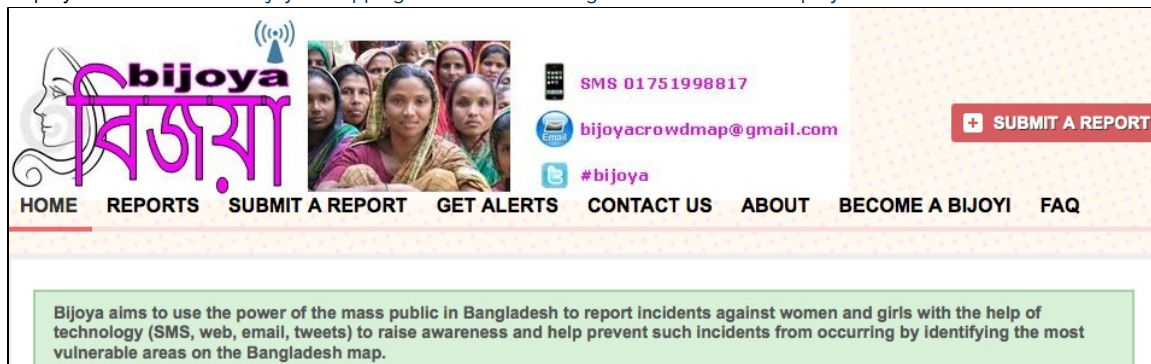 bijoya
বিজয়া
SMS 01751998817
Email
bijoyacrowdmap@gmail.com
#bijoya
SUBMIT A REPORT
HOME REPORTS SUBMIT A REPORT GET ALERTS CONTACT US ABOUT BECOME A BIJOYI FAQ
Bijoya aims to use the power of the mass public in Bangladesh to report incidents against women and girls with the help of
technology (SMS, web, email, tweets) to raise awareness and help prevent such incidents from occurring by identifying the most
vulnerable areas on the Bangladesh map.